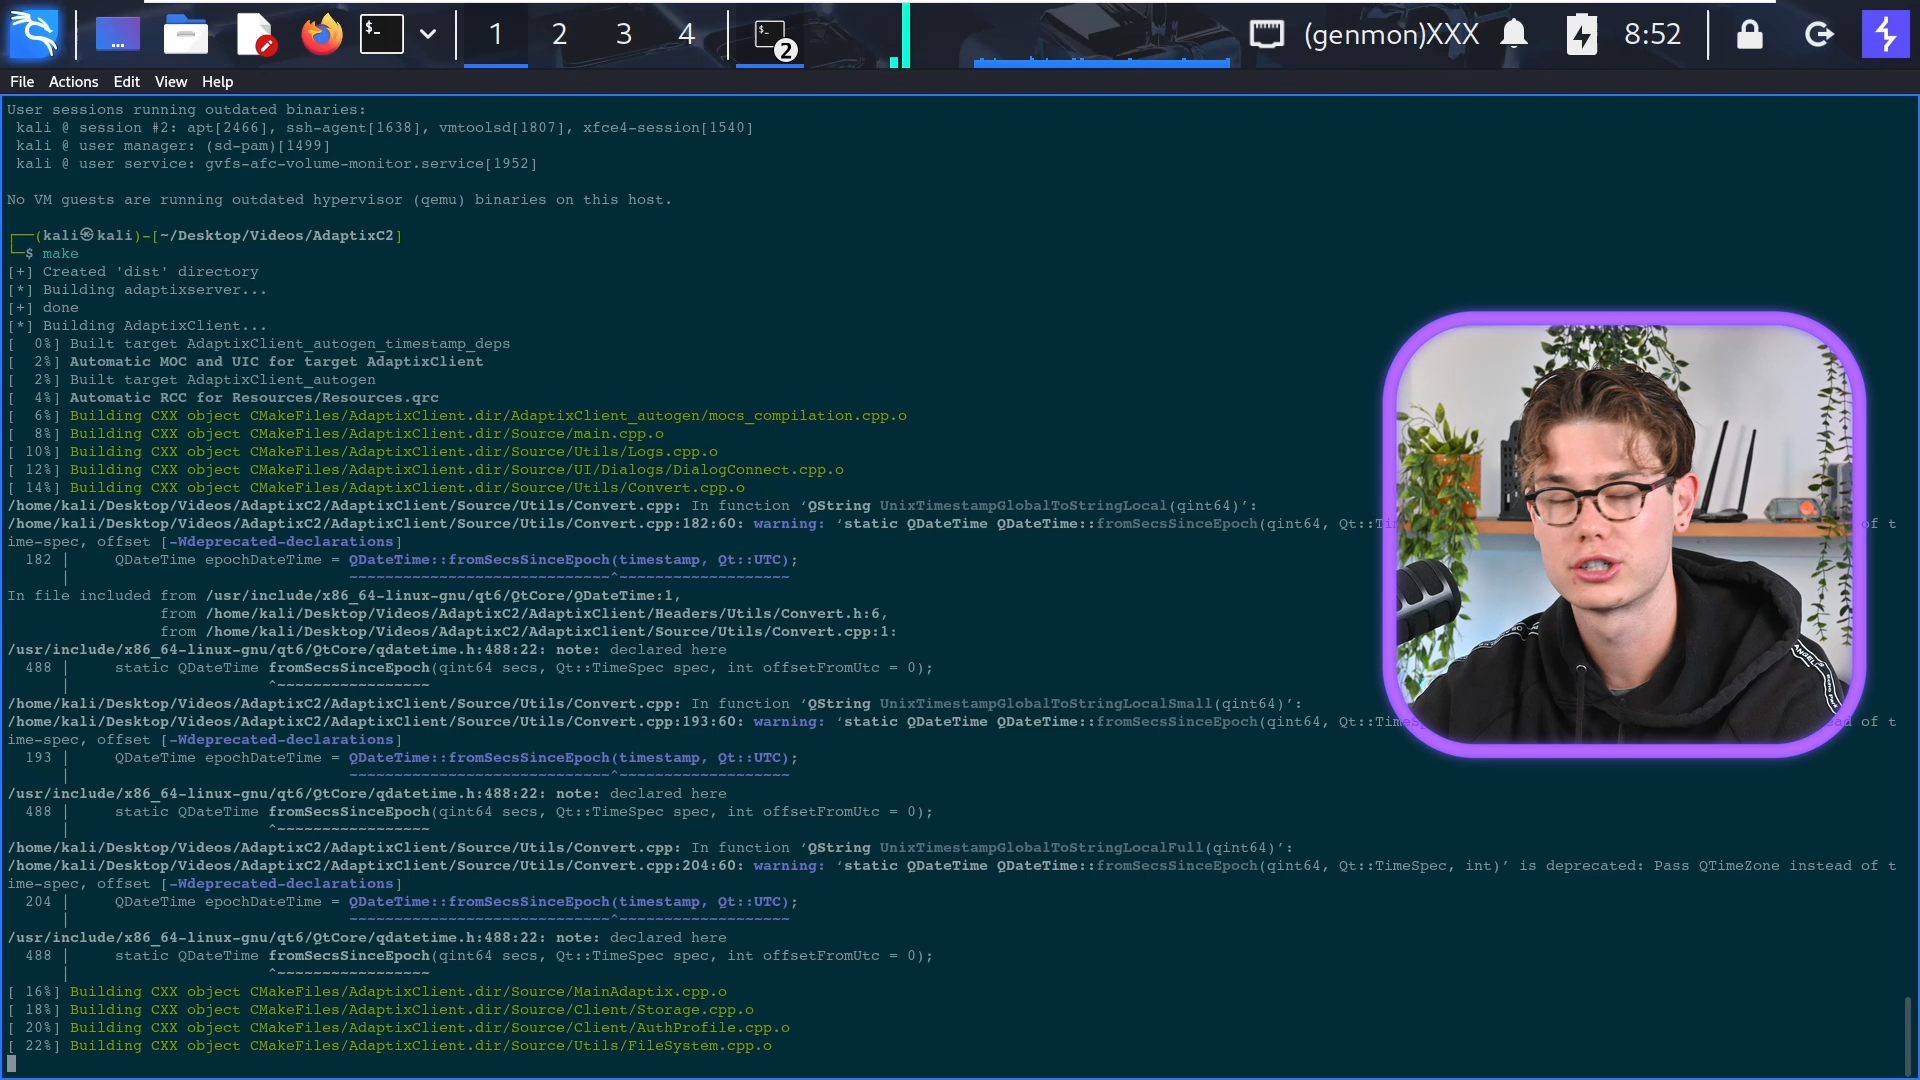 1 2 3 4 2 (genmon)XXX 8:52
File Actions Edit View Help
User sessions running outdated binaries:
kali @ session #2: apt[2466], ssh-agent[1638], vmtoolsd[1807], xfce4-session[1540]
kali @ user manager: (sd-pam)[1499]
kali @ user service: gvfs-afc-volume-monitor.service[1952]
No VM guests are running outdated hypervisor (qemu) binaries on this host.
┌──(kali㉿kali)-[~/Desktop/Videos/AdaptixC2]
└─$ make
[+] Created 'dist' directory
[*] Building adaptixserver...
[+] done
[*] Building AdaptixClient...
[  0%] Built target AdaptixClient_autogen_timestamp_deps
[  2%] Automatic MOC and UIC for target AdaptixClient
[  2%] Built target AdaptixClient_autogen
[  4%] Automatic RCC for Resources/Resources.qrc
[  6%] Building CXX object CMakeFiles/AdaptixClient.dir/AdaptixClient_autogen/mocs_compilation.cpp.o
[  8%] Building CXX object CMakeFiles/AdaptixClient.dir/Source/main.cpp.o
[ 10%] Building CXX object CMakeFiles/AdaptixClient.dir/Source/Utils/Logs.cpp.o
[ 12%] Building CXX object CMakeFiles/AdaptixClient.dir/Source/UI/Dialogs/DialogConnect.cpp.o
[ 14%] Building CXX object CMakeFiles/AdaptixClient.dir/Source/Utils/Convert.cpp.o
/home/kali/Desktop/Videos/AdaptixC2/AdaptixClient/Source/Utils/Convert.cpp: In function ‘QString UnixTimestampGlobalToStringLocal(qint64)’:
/home/kali/Desktop/Videos/AdaptixC2/AdaptixClient/Source/Utils/Convert.cpp:182:60: warning: ‘static QDateTime QDateTime::fromSecsSinceEpoch(qint64, of t
ime-spec, offset [-Wdeprecated-declarations]
182 |     QDateTime epochDateTime = QDateTime::fromSecsSinceEpoch(timestamp, Qt::UTC);
|                               ~~~~~~~~~~~~~~~~~~~~~~~~~~~~~^~~~~~~~~~~~~~~~~~~
In file included from /usr/include/x86_64-linux-gnu/qt6/QtCore/QDateTime:1,
from /home/kali/Desktop/Videos/AdaptixC2/AdaptixClient/Headers/Utils/Convert.h:6,
from /home/kali/Desktop/Videos/AdaptixC2/AdaptixClient/Source/Utils/Convert.cpp:1:
/usr/include/x86_64-linux-gnu/qt6/QtCore/qdatetime.h:488:22: note: declared here
488 |     static QDateTime fromSecsSinceEpoch(qint64 secs, Qt::TimeSpec spec, int offsetFromUtc = 0);
|                      ^~~~~~~~~~~~~~~~~~
/home/kali/Desktop/Videos/AdaptixC2/AdaptixClient/Source/Utils/Convert.cpp: In function ‘QString UnixTimestampGlobalToStringLocalSmall(qint64)’:
/home/kali/Desktop/Videos/AdaptixC2/AdaptixClient/Source/Utils/Convert.cpp:193:60: warning: ‘static QDateTime QDateTime::fromSecsSinceEpoch(qint64, of t
ime-spec, offset [-Wdeprecated-declarations]
193 |     QDateTime epochDateTime = QDateTime::fromSecsSinceEpoch(timestamp, Qt::UTC);
|                               ~~~~~~~~~~~~~~~~~~~~~~~~~~~~~^~~~~~~~~~~~~~~~~~~
/usr/include/x86_64-linux-gnu/qt6/QtCore/qdatetime.h:488:22: note: declared here
488 |     static QDateTime fromSecsSinceEpoch(qint64 secs, Qt::TimeSpec spec, int offsetFromUtc = 0);
|                      ^~~~~~~~~~~~~~~~~~
/home/kali/Desktop/Videos/AdaptixC2/AdaptixClient/Source/Utils/Convert.cpp: In function ‘QString UnixTimestampGlobalToStringLocalFull(qint64)’:
/home/kali/Desktop/Videos/AdaptixC2/AdaptixClient/Source/Utils/Convert.cpp:204:60: warning: ‘static QDateTime QDateTime::fromSecsSinceEpoch(qint64, Qt::TimeSpec, int)’ is deprecated: Pass QTimeZone instead of t
ime-spec, offset [-Wdeprecated-declarations]
204 |     QDateTime epochDateTime = QDateTime::fromSecsSinceEpoch(timestamp, Qt::UTC);
|                               ~~~~~~~~~~~~~~~~~~~~~~~~~~~~~^~~~~~~~~~~~~~~~~~~
/usr/include/x86_64-linux-gnu/qt6/QtCore/qdatetime.h:488:22: note: declared here
488 |     static QDateTime fromSecsSinceEpoch(qint64 secs, Qt::TimeSpec spec, int offsetFromUtc = 0);
|                      ^~~~~~~~~~~~~~~~~~
[ 16%] Building CXX object CMakeFiles/AdaptixClient.dir/Source/MainAdaptix.cpp.o
[ 18%] Building CXX object CMakeFiles/AdaptixClient.dir/Source/Client/Storage.cpp.o
[ 20%] Building CXX object CMakeFiles/AdaptixClient.dir/Source/Client/AuthProfile.cpp.o
[ 22%] Building CXX object CMakeFiles/AdaptixClient.dir/Source/Utils/FileSystem.cpp.o